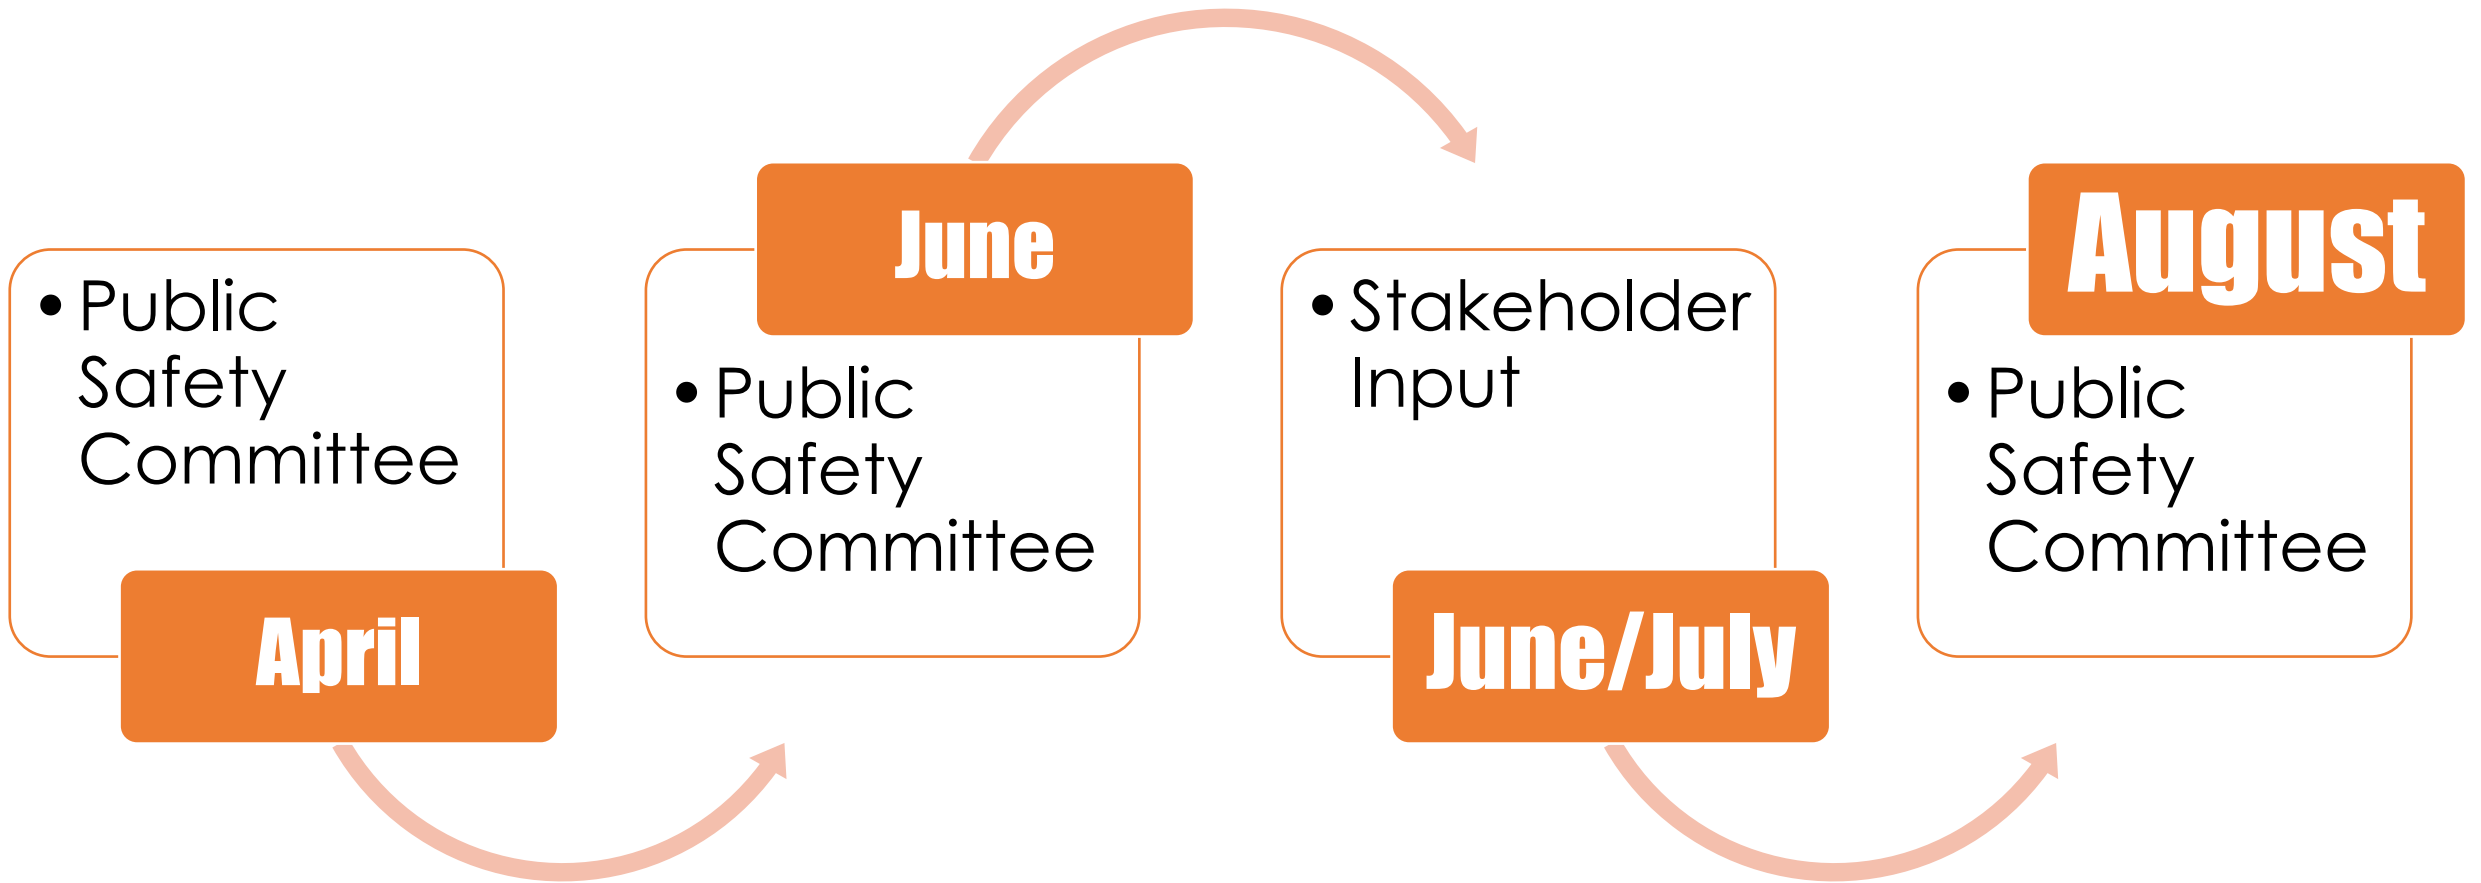 • Public
Safety
Committee
April
June
• Public
Safety
Committee
• Stakeholder
Input
June/July
August
• Public
Safety
Committee